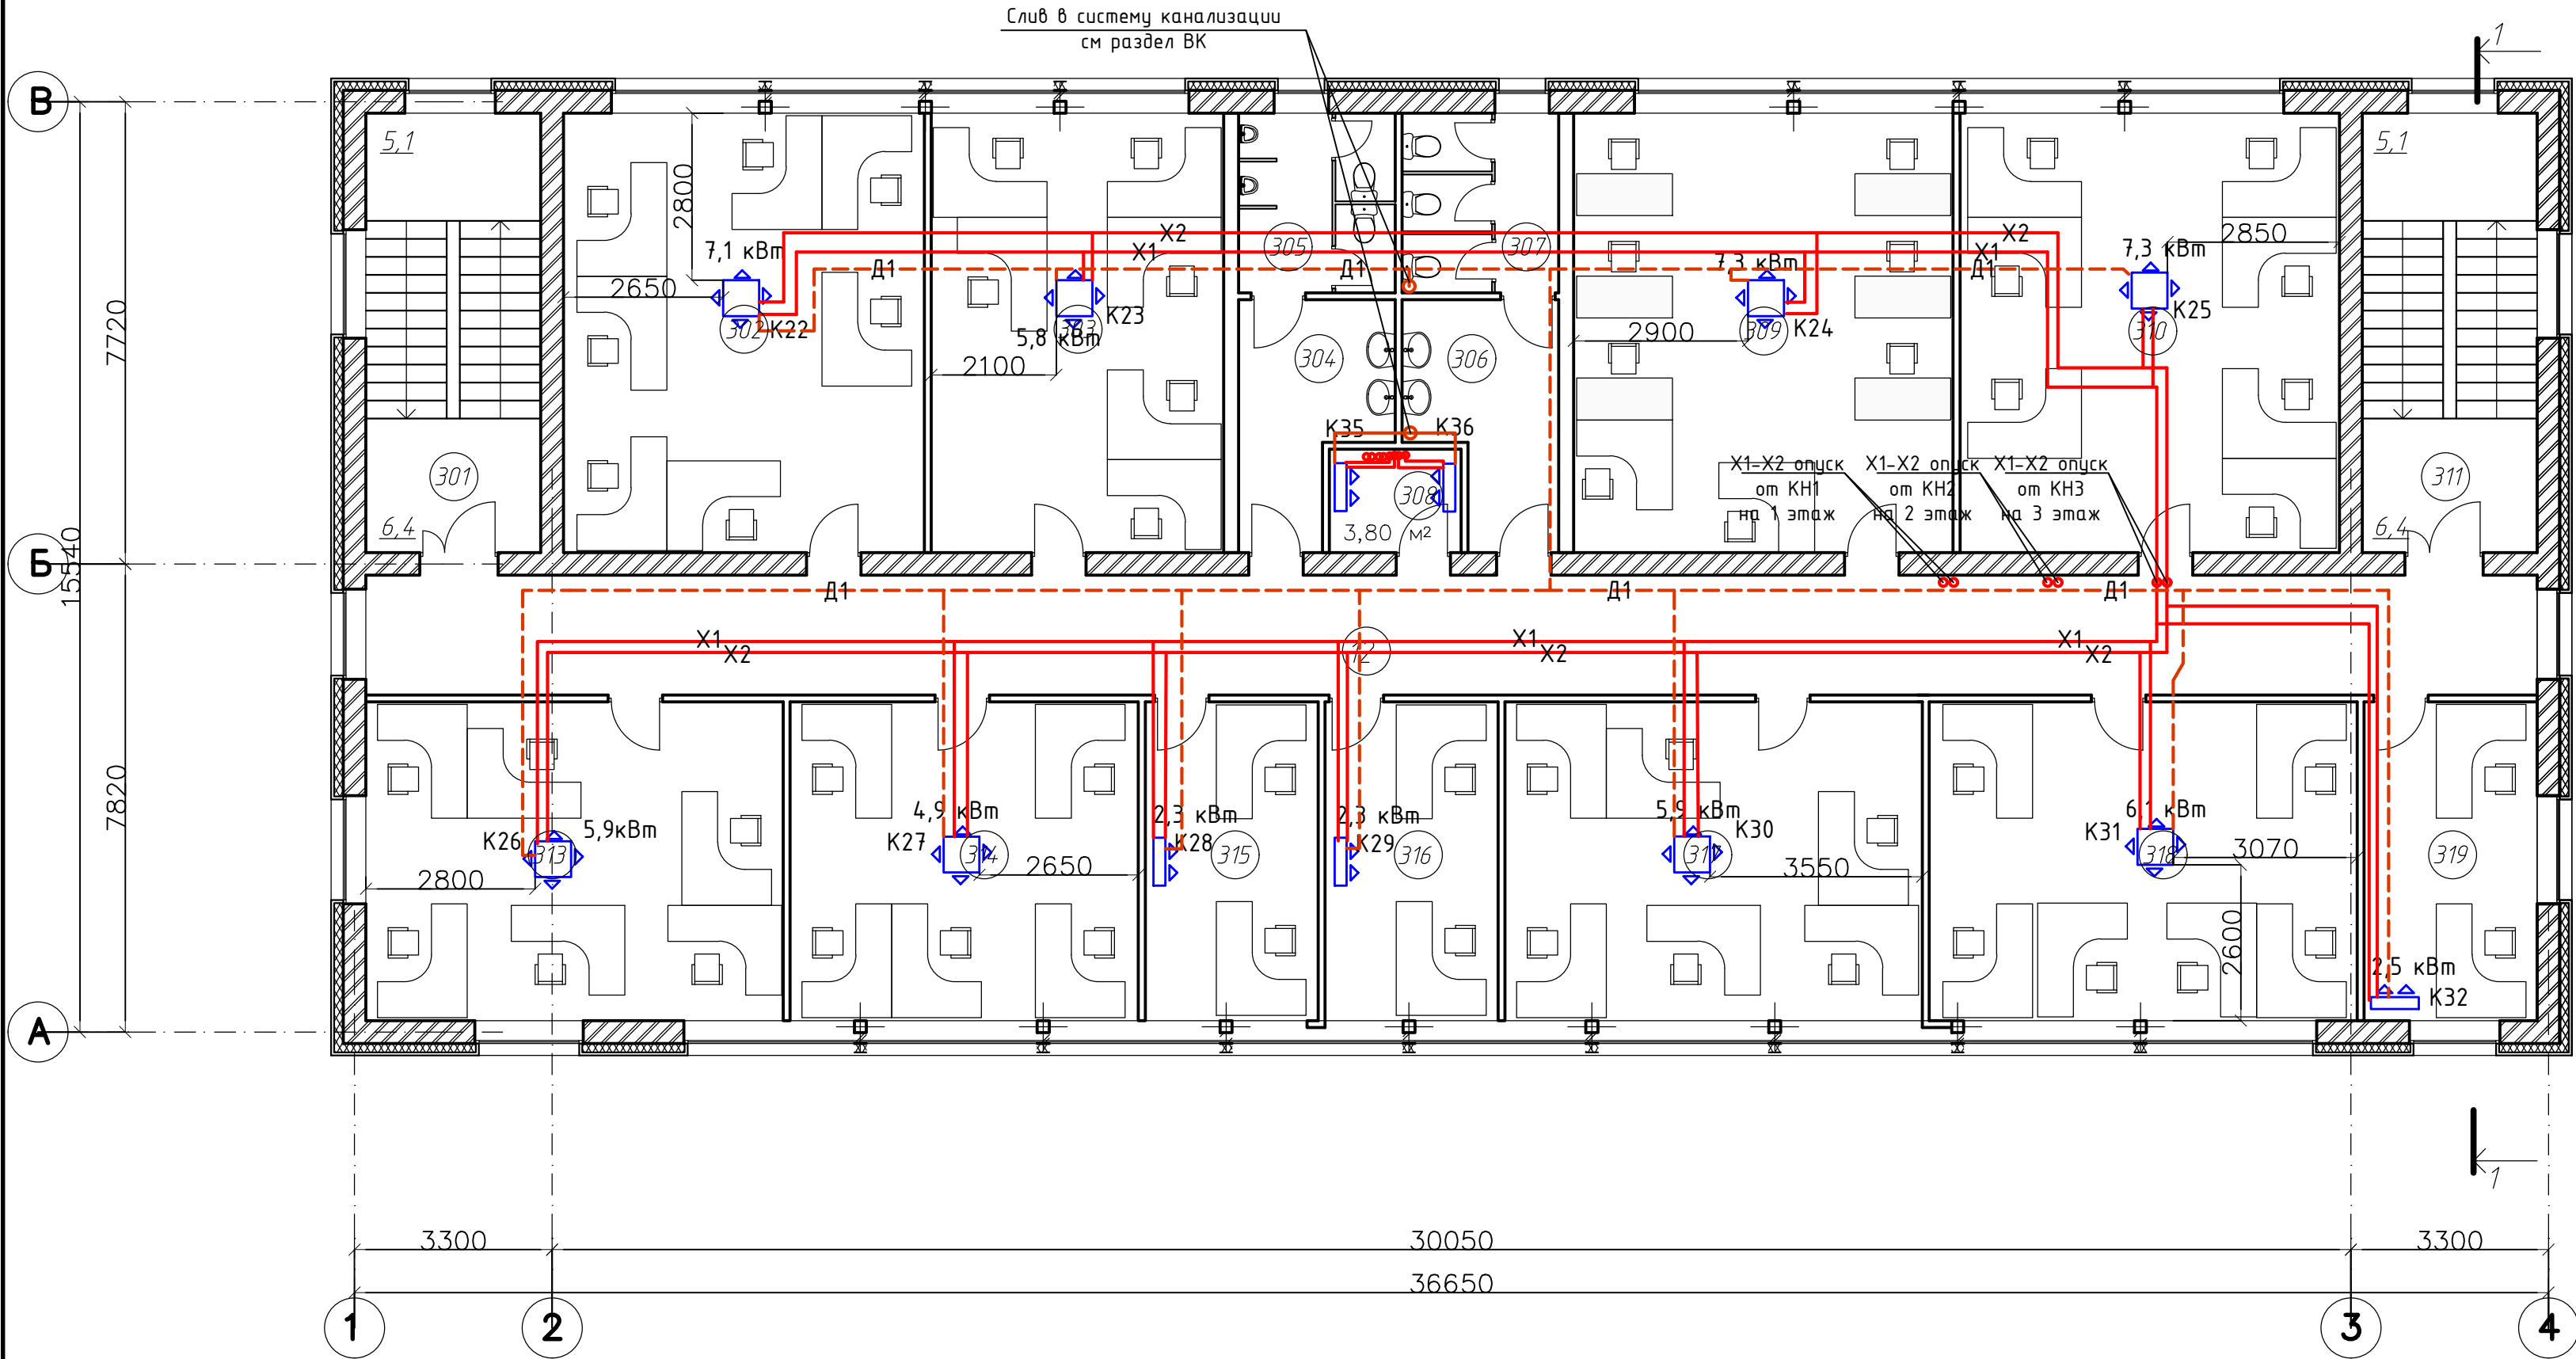 Слив в систему канализации
см раздел ВК
1
В
5,1
5,1
2800
7,1 кВт
Х2
Х1
Д1
305
Д1
307
7,3 кВт
Х2
Х1
Д1
7,3 кВт
2850
2650
302
К22
303
К23
5,8 кВт
309
К24
310
К25
7720
2100
304
306
2900
К35
К36
301
308
3,80 м²
Х1-Х2 опуск
от КН1
на 1 этаж
Х1-Х2 опуск
от КН2
на 2 этаж
Х1-Х2 опуск
от КН3
на 3 этаж
311
6,4
6,4
Б
15540
Д1
Д1
Д1
Х1
Х2
12
Х1
Х2
Х1
Х2
7820
К26
5,9кВт
313
2800
4,9 кВт
К27
314
2650
2,3 кВт
К28
315
2,3 кВт
К29
316
5,9 кВт
К30
317
3550
6,1 кВт
К31
318
3070
319
2600
2,5 кВт
К32
А
1
3300
30050
3300
36650
1
2
3
4